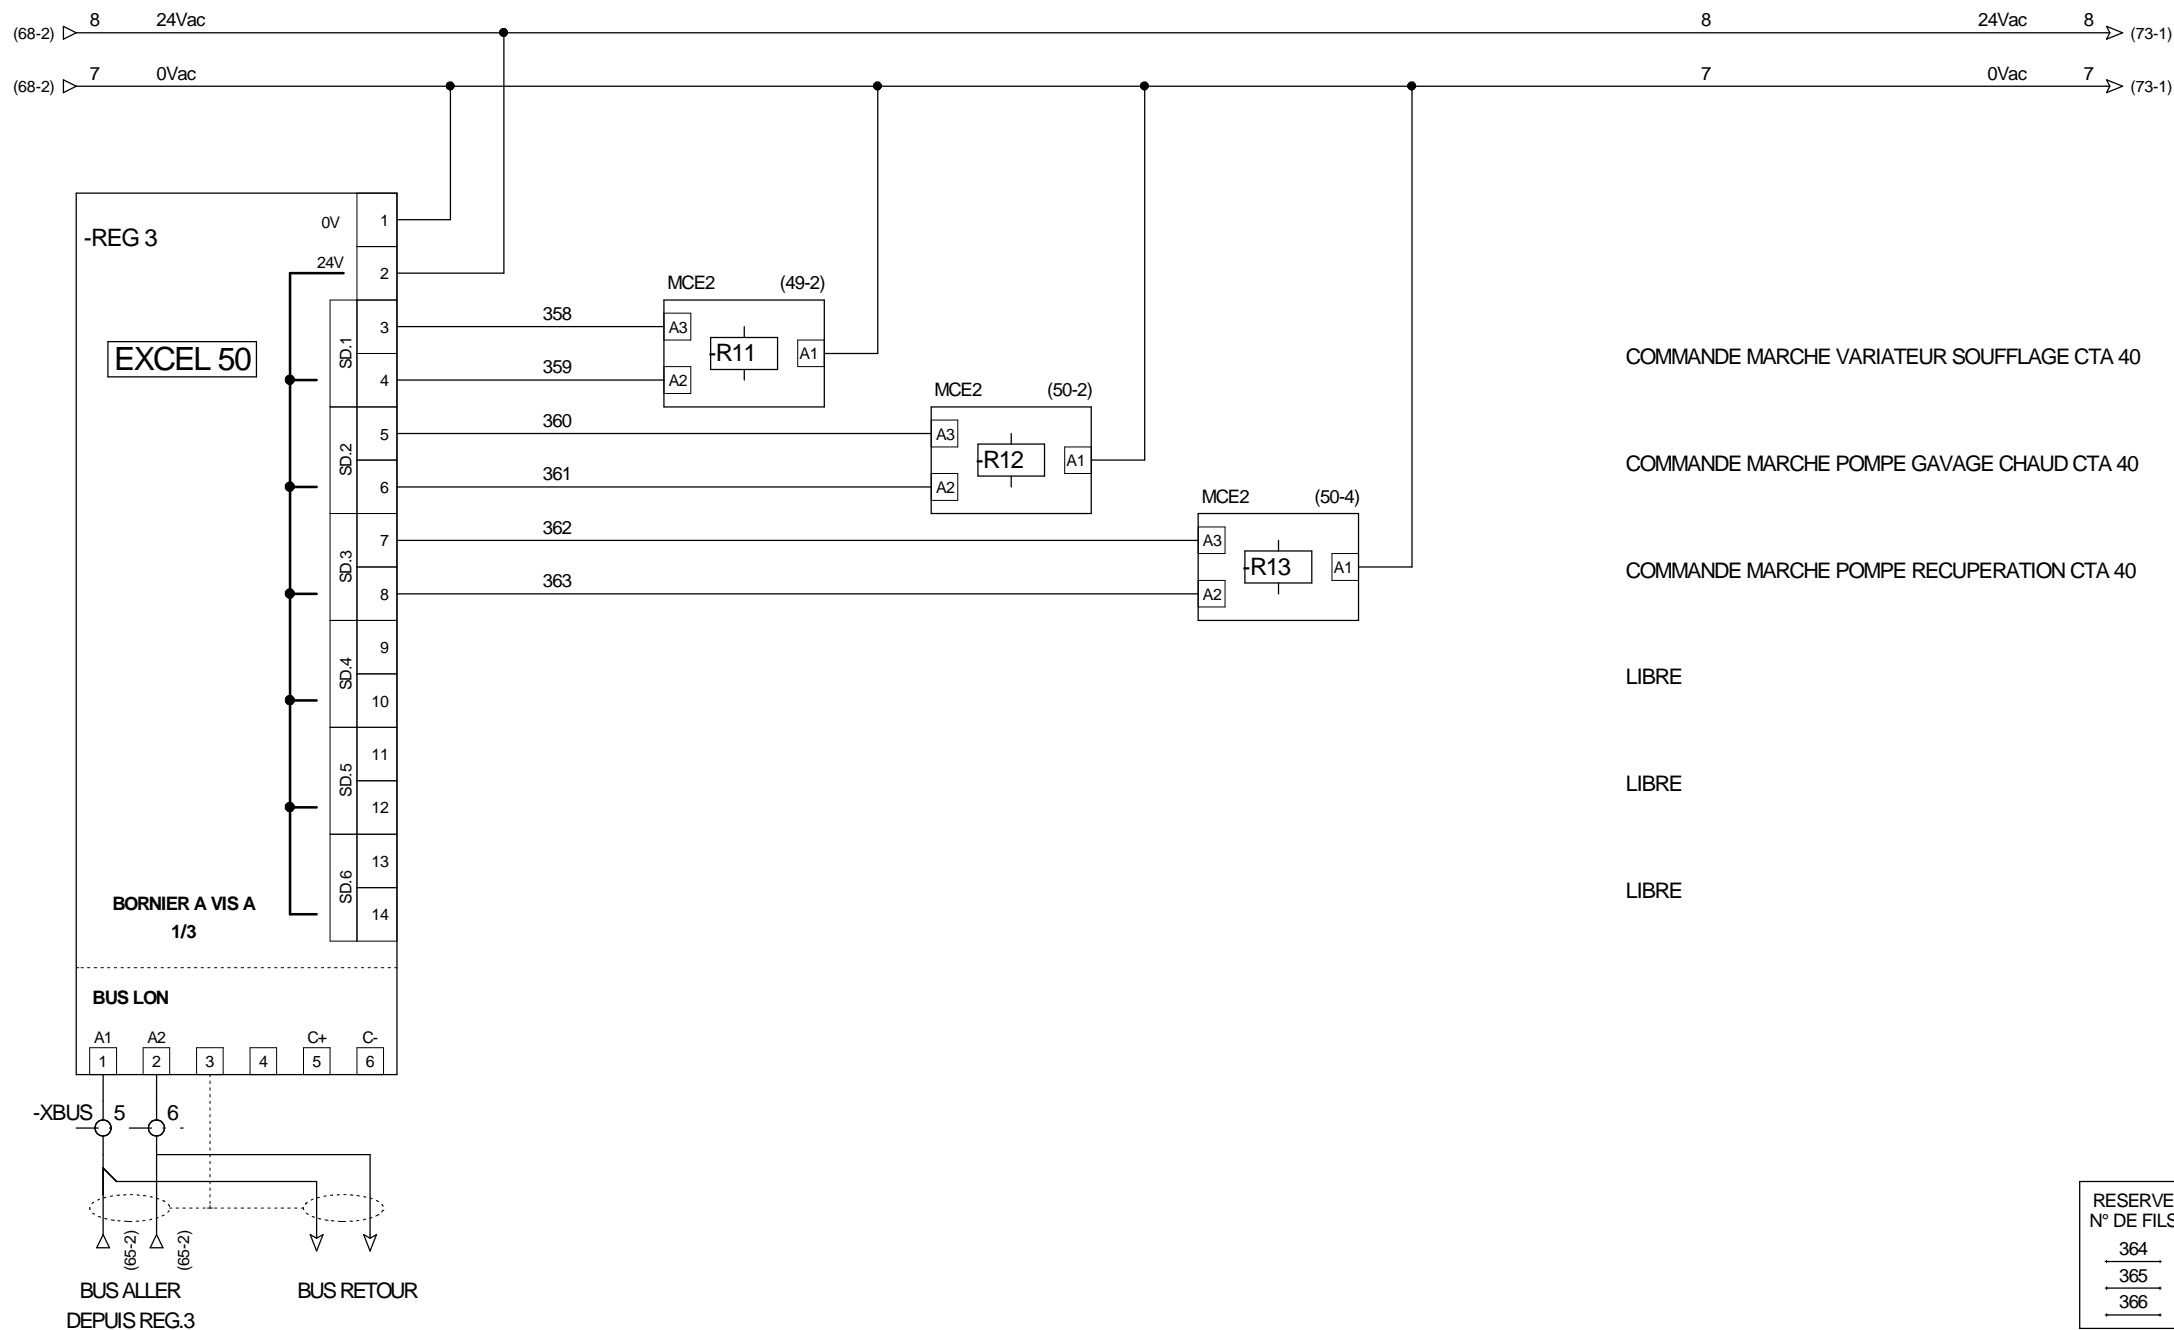 (68-2) 8 24Vac 8 24Vac 8 (73-1)
(68-2) 7 0Vac 7 0Vac 7 (73-1)
-REG 3
0V 1
24V 2
EXCEL 50
SD.1 3 4
SD.2 5 6
SD.3 7 8
SD.4 9 10
SD.5 11 12
SD.6 13 14
358
359
360
361
362
363
MCE2 (49-2)
A3 -R11 A1
A2
MCE2 (50-2)
A3 -R12 A1
A2
MCE2 (50-4)
A3 -R13 A1
A2
COMMANDE MARCHE VARIATEUR SOUFFLAGE CTA 40
COMMANDE MARCHE POMPE GAVAGE CHAUD CTA 40
COMMANDE MARCHE POMPE RECUPERATION CTA 40
LIBRE
LIBRE
LIBRE
BORNIER A VIS A
1/3
BUS LON
A1 A2 C+ C-
1 2 3 4 5 6
-XBUS 5 6 -
(65-2) (65-2)
BUS ALLER
DEPUIS REG.3
BUS RETOUR
RESERVE
N° DE FILS
364
365
366